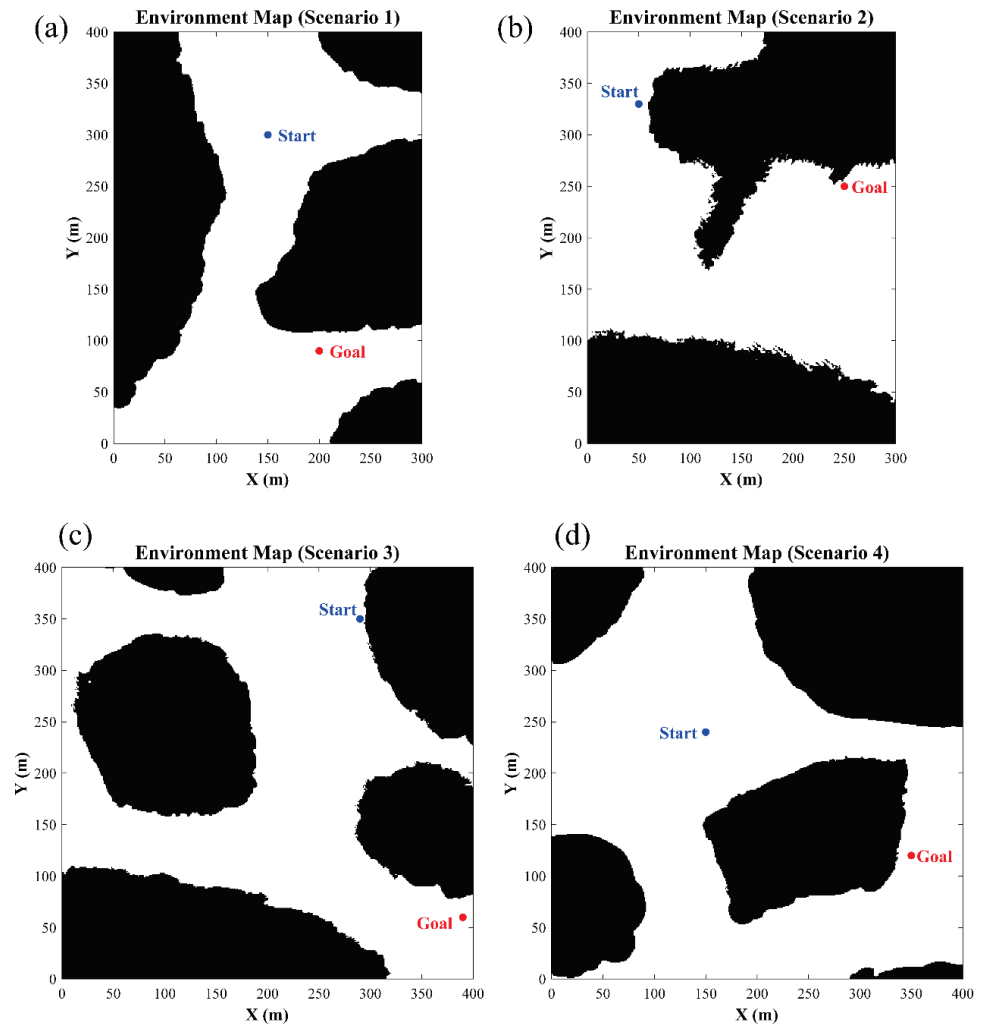 (a)
Environment Map (Scenario 1)
400
350
300
250
200
150
100
50
0
Y (m)
Start
Goal
0 50 100 150 200 250 300
X (m)
(b)
Environment Map (Scenario 2)
400
350
300
250
200
150
100
50
0
Y (m)
Start
Goal
0 50 100 150 200 250 300
X (m)
(c)
Environment Map (Scenario 3)
400
350
300
250
200
150
100
50
0
Y (m)
Start
Goal
0 50 100 150 200 250 300 350 400
X (m)
(d)
Environment Map (Scenario 4)
400
350
300
250
200
150
100
50
0
Y (m)
Start
Goal
0 50 100 150 200 250 300 350 400
X (m)